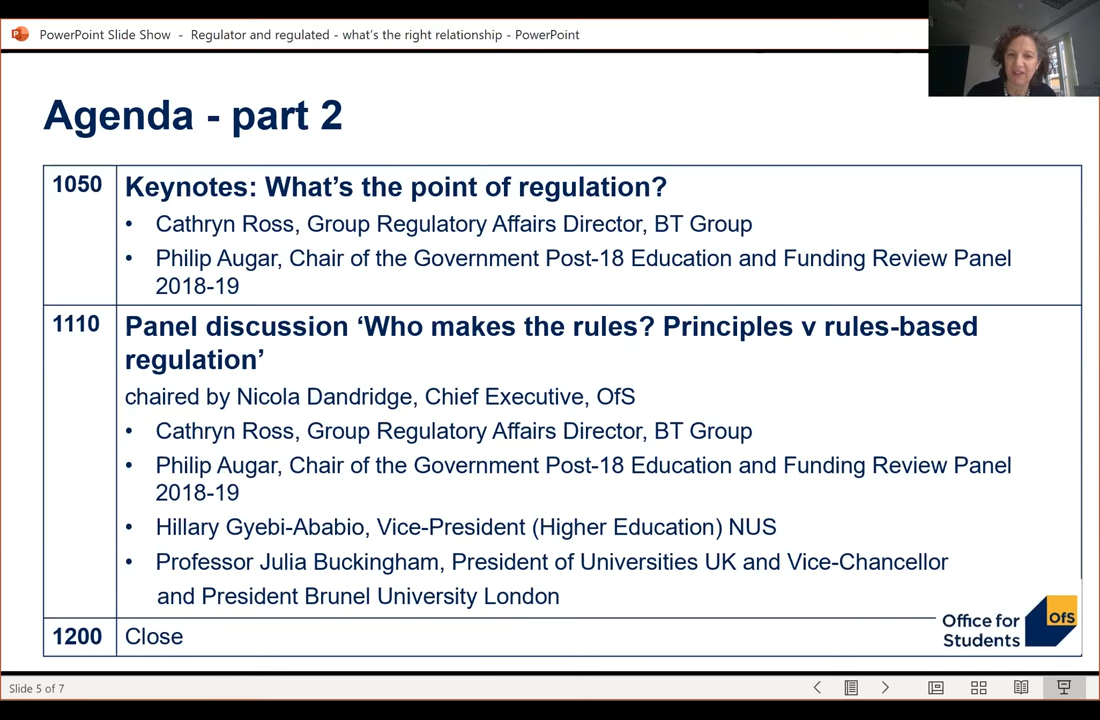 PowerPoint Slide Show - Regulator and regulated - what's the right relationship - PowerPoint
Agenda - part 2
1050
Keynotes: What's the point of regulation?
• Cathryn Ross, Group Regulatory Affairs Director, BT Group
• Philip Augar, Chair of the Government Post-18 Education and Funding Review Panel
2018-19
1110
Panel discussion ‘Who makes the rules? Principles v rules-based
regulation’
chaired by Nicola Dandridge, Chief Executive, OfS
• Cathryn Ross, Group Regulatory Affairs Director, BT Group
• Philip Augar, Chair of the Government Post-18 Education and Funding Review Panel
2018-19
• Hillary Gyebi-Ababio, Vice-President (Higher Education) NUS
• Professor Julia Buckingham, President of Universities UK and Vice-Chancellor
and President Brunel University London
1200
Close
Office for
Students
OfS
Slide 5 of 7